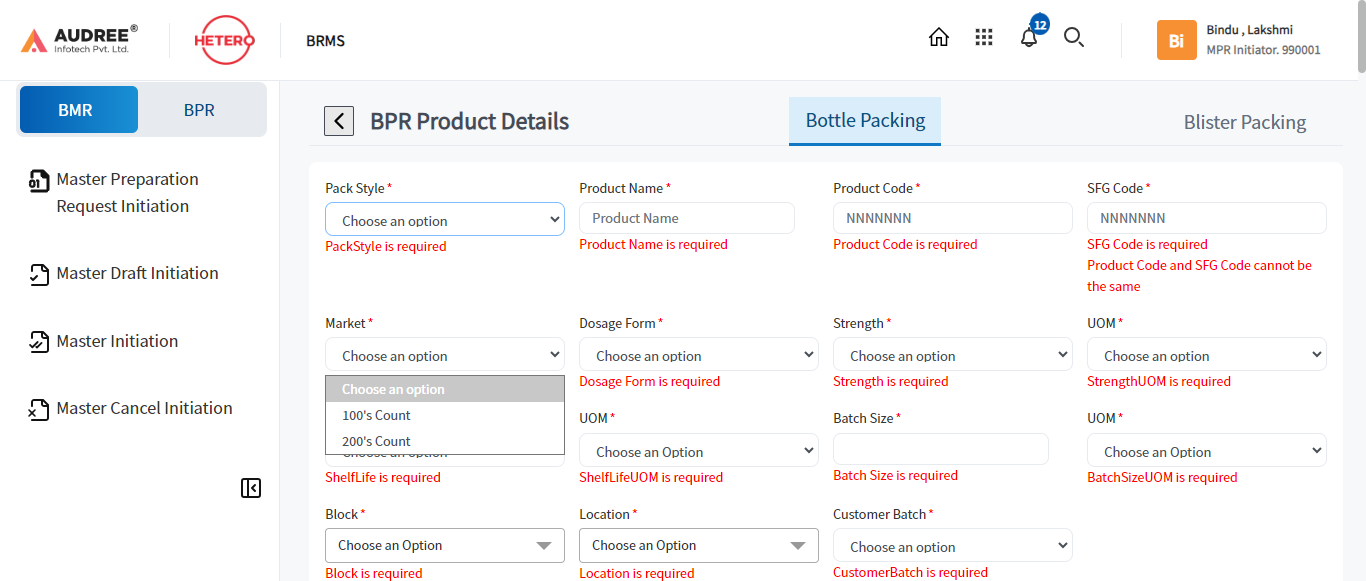 AUDREE®
Infotech Pvt. Ltd.
HETERO
BRMS
12
Bi
Bindu , Lakshmi
MPR Initiator. 990001
BMR
BPR
Master Preparation
Request Initiation
Master Draft Initiation
Master Initiation
Master Cancel Initiation
BPR Product Details
Bottle Packing
Blister Packing
Pack Style *
Product Name *
Product Code *
SFG Code *
Choose an option
Product Name
NNNNNNN
NNNNNNN
PackStyle is required
Product Name is required
Product Code is required
SFG Code is required
Product Code and SFG Code cannot be
the same
Market *
Dosage Form *
Strength *
UOM *
Choose an option
Choose an option
Choose an option
Choose an option
Choose an option
100's Count
200's Count
Dosage Form is required
Strength is required
StrengthUOM is required
UOM *
Batch Size *
UOM *
Choose an Option
Choose an Option
ShelfLife is required
ShelfLifeUOM is required
Batch Size is required
BatchSizeUOM is required
Block *
Location *
Customer Batch *
Choose an Option
Choose an Option
Choose an option
Block is required
Location is required
CustomerBatch is required